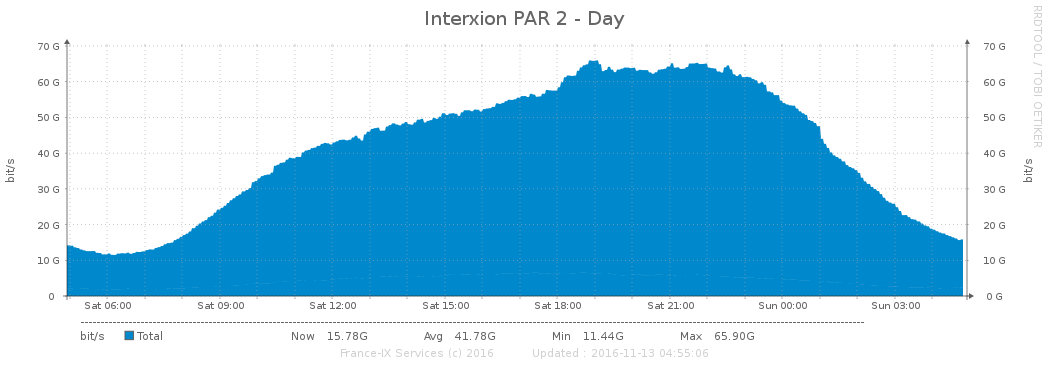 Interxion PAR 2 - Day
RRDTOOL / TOBI OETIKER
70 G 70 G
60 G 60 G
50 G 50 G
40 G 40 G
30 G 30 G
20 G 20 G
10 G 10 G
0 0 G
bit/s bit/s
Sat 06:00 Sat 09:00 Sat 12:00 Sat 15:00 Sat 18:00 Sat 21:00 Sun 00:00 Sun 03:00
bit/s Total Now 15.78G Avg 41.78G Min 11.44G Max 65.90G
France-IX Services (c) 2016 Updated : 2016-11-13 04:55:06